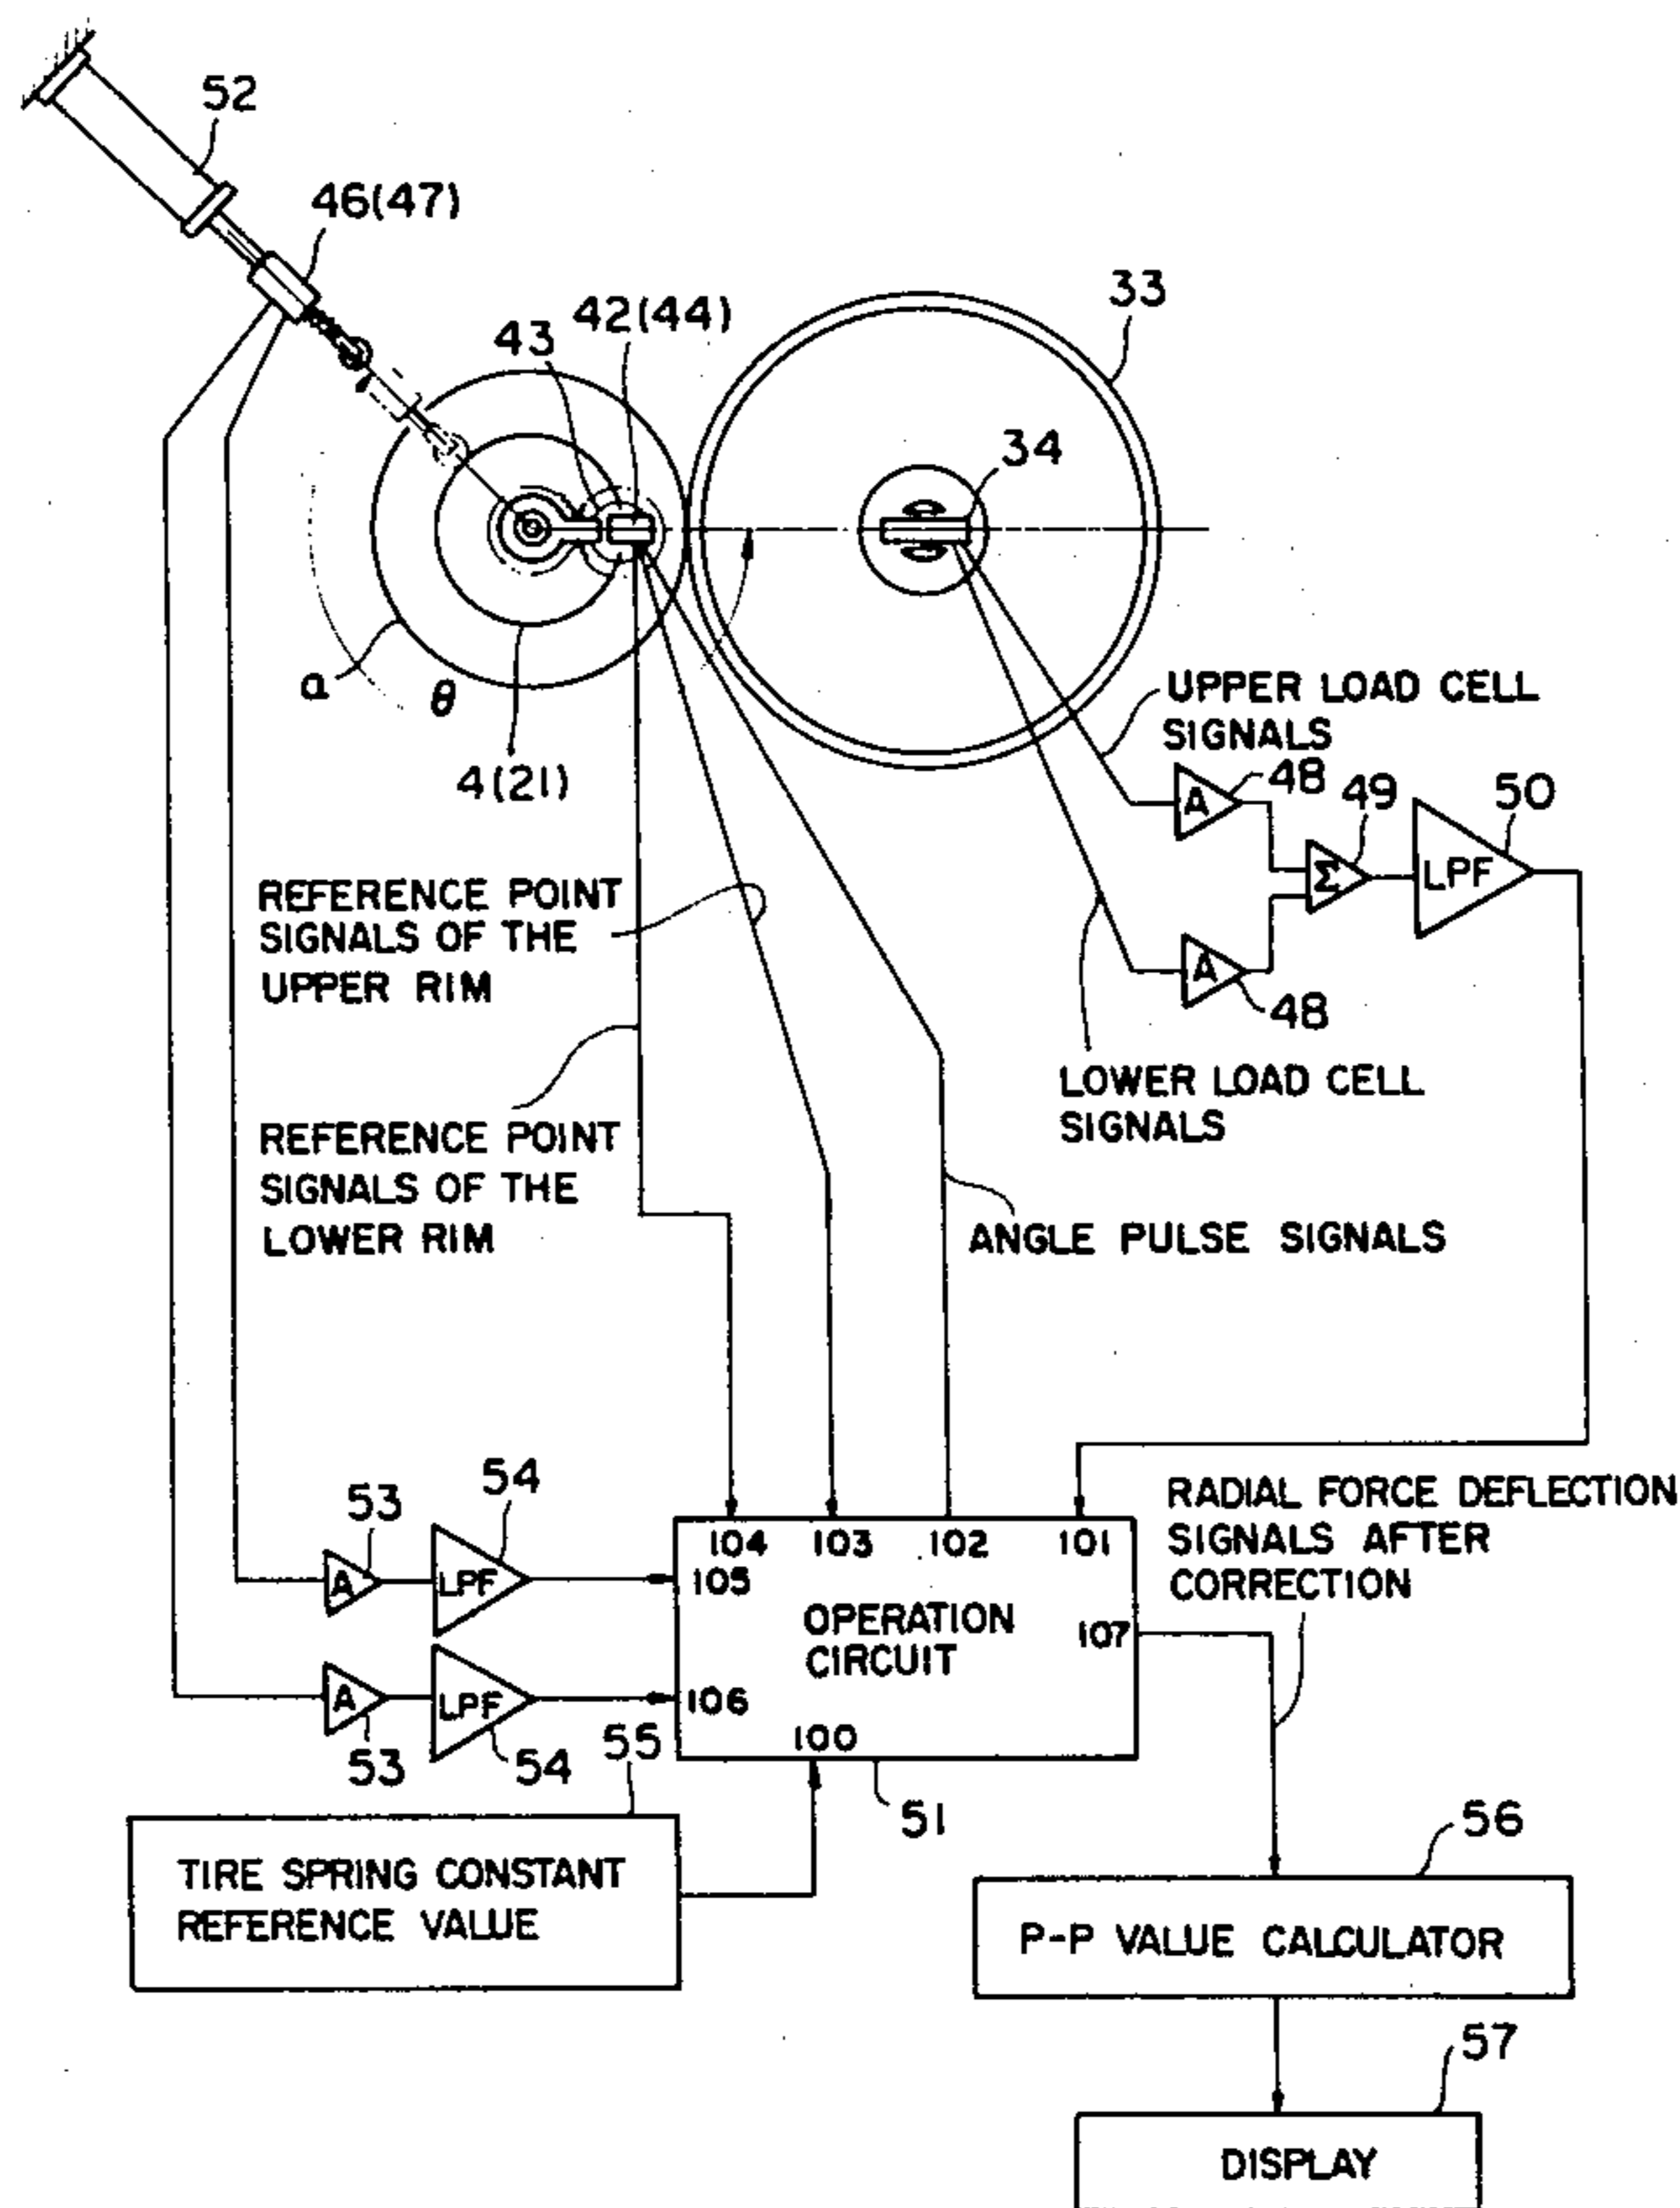 52
46(47)
42(44)
43
33
34
a
θ
4(21)
UPPER LOAD CELL
SIGNALS
48
49
50
A
Σ
LPF
A
48
REFERENCE POINT
SIGNALS OF THE
UPPER RIM
LOWER LOAD CELL
SIGNALS
REFERENCE POINT
SIGNALS OF THE
LOWER RIM
ANGLE PULSE SIGNALS
53
54
A
LPF
A
LPF
53
54
104
103
102
101
105
OPERATION
CIRCUIT
107
106
100
51
RADIAL FORCE DEFLECTION
SIGNALS AFTER
CORRECTION
55
TIRE SPRING CONSTANT
REFERENCE VALUE
56
P-P VALUE CALCULATOR
57
DISPLAY